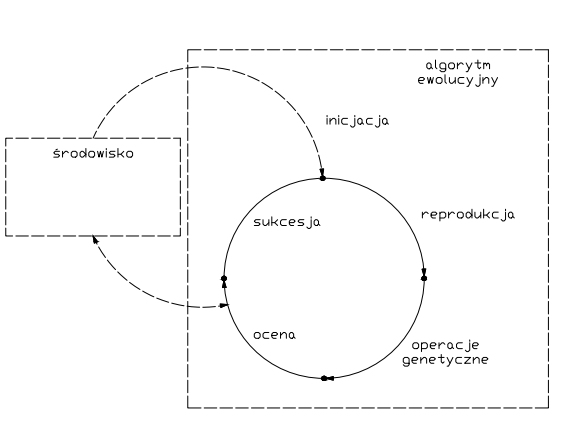 algorytm
ewolucyjny
inicjacja
środowisko
sukcesja
reprodukcja
ocena
operacje
genetyczne